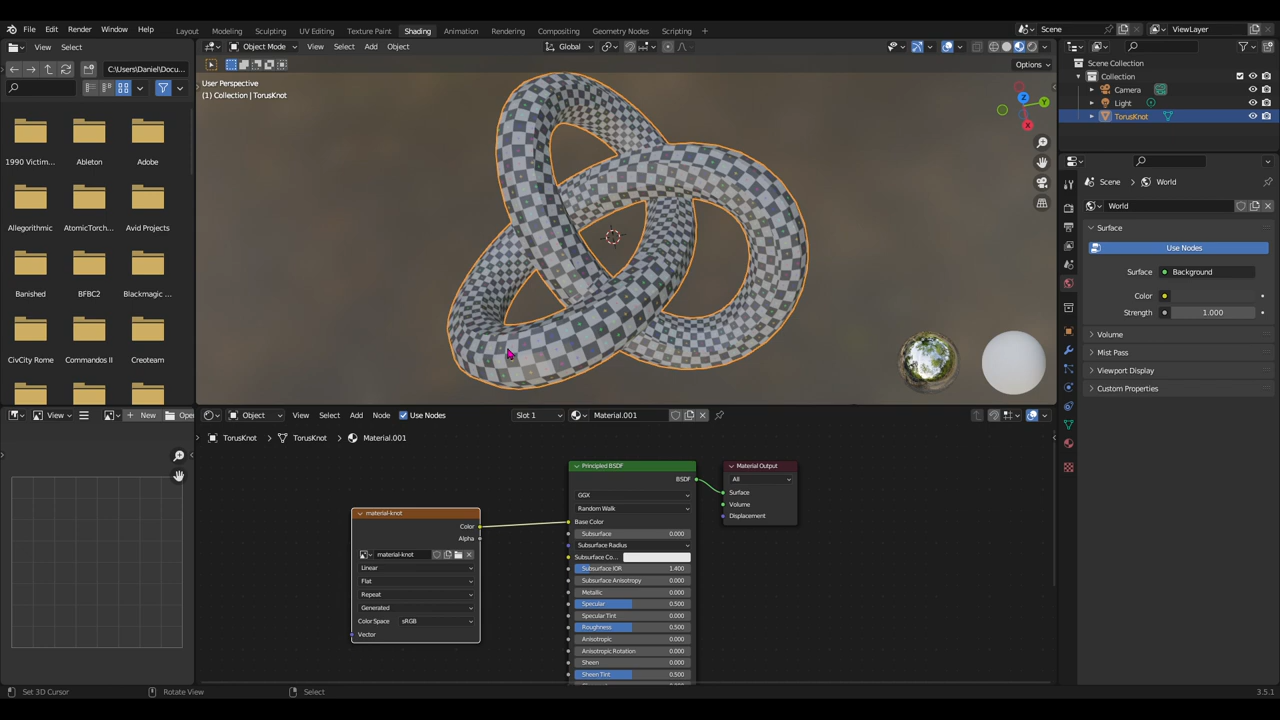 File Edit Render Window Help Layout Modeling Sculpting UV Editing Texture Paint Shading Animation Rendering Compositing Geometry Nodes Scripting Scene ViewLayer
View Select Object Mode View Select Add Object Global
C:\Users\Daniel\Docu... Options
User Perspective
(1) Collection | TorusKnot
Scene Collection
Collection
Camera
Light
TorusKnot
1990 Victim... Ableton Adobe
Allegorithmic AtomicTorch... Avid Projects
Banished BFBC2 Blackmagic ...
CivCity Rome Commandos II Creoteam
Scene World
World
Surface
Use Nodes
Surface Background
Color
Strength 1.000
Volume
Mist Pass
Viewport Display
Custom Properties
View New Open Object View Select Add Node Use Nodes Slot 1 Material.001
TorusKnot TorusKnot Material.001
material-knot
Color
Alpha
material-knot
Linear
Flat
Repeat
Generated
Color Space sRGB
Vector
Principled BSDF
BSDF
GGX
Random Walk
Base Color
Subsurface 0.000
Subsurface Radius
Subsurface Co...
Subsurface IOR 1.400
Subsurface Anisotropy 0.000
Metallic 0.000
Specular 0.500
Specular Tint 0.000
Roughness 0.500
Anisotropic 0.000
Anisotropic Rotation 0.000
Sheen 0.000
Sheen Tint 0.500
Material Output
All
Surface
Volume
Displacement
Set 3D Cursor Rotate View Select 3.5.1